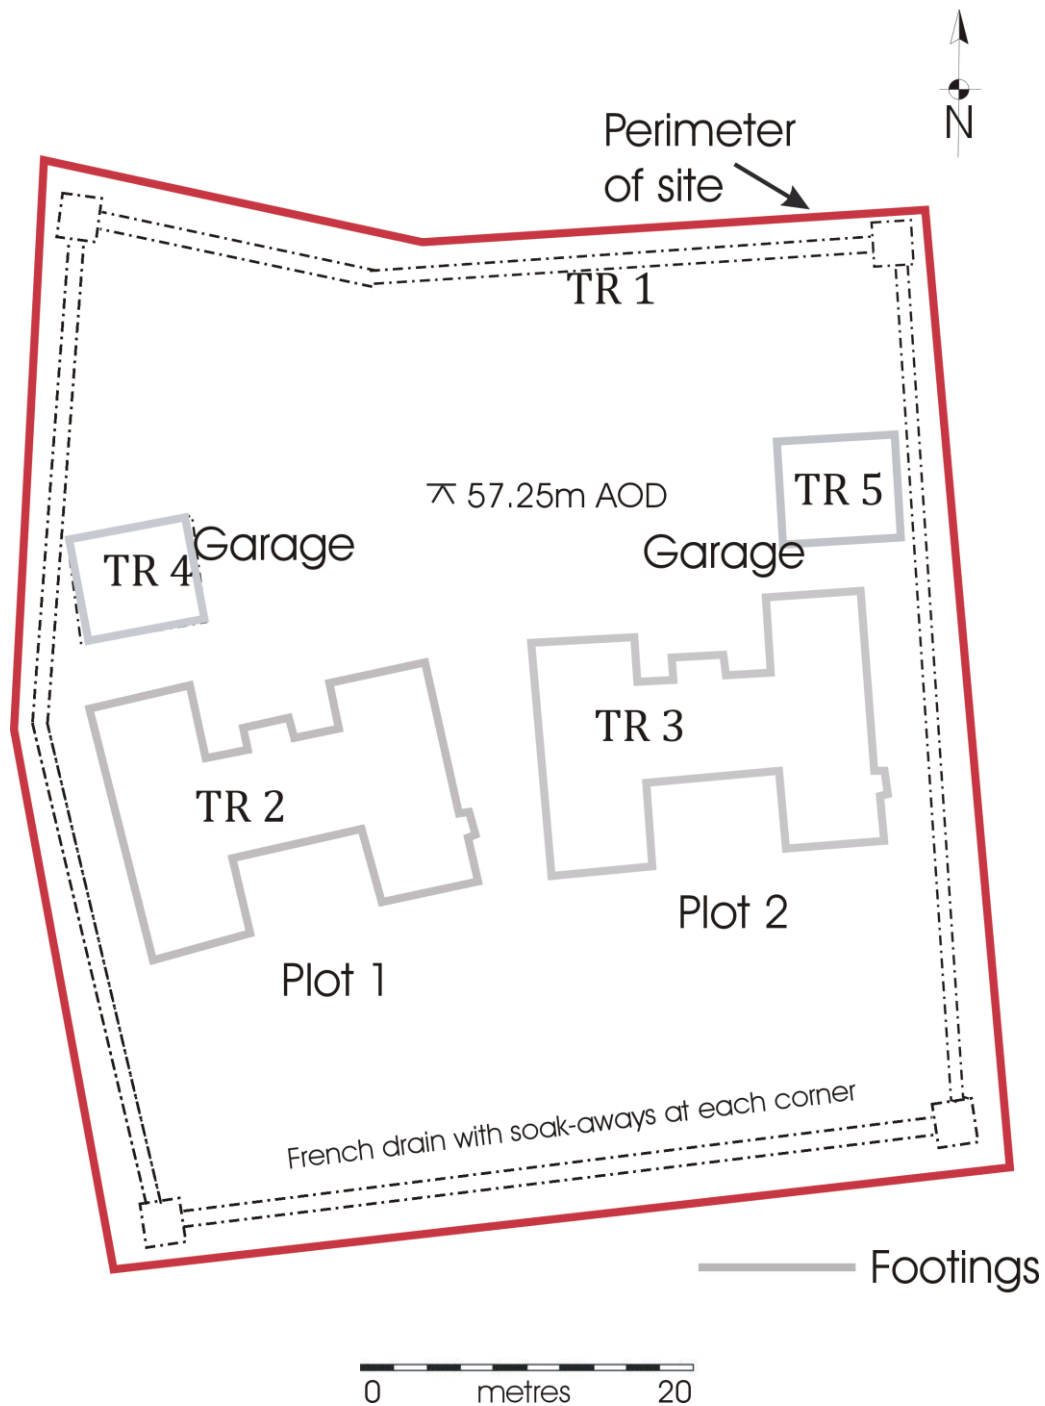 N
Perimeter
of site
TR 1
57.25m AOD
TR 5
Garage
Garage
TR 4
TR 3
TR 2
Plot 2
Plot 1
French drain with soak-aways at each corner
Footings
0 metres 20